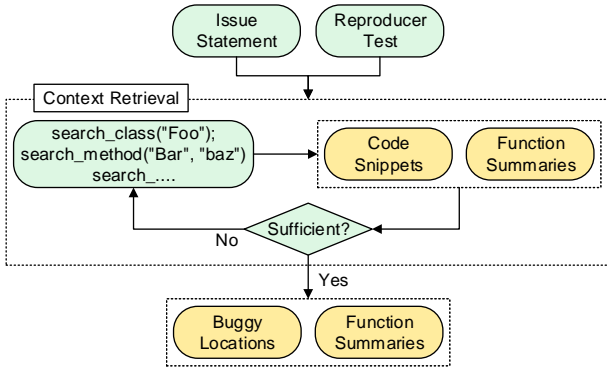 Issue
Statement
Reproducer
Test
Context Retrieval
search_class("Foo");
search_method("Bar", "baz")
search_....
Code
Snippets
Function
Summaries
Sufficient?
No
Yes
Buggy
Locations
Function
Summaries